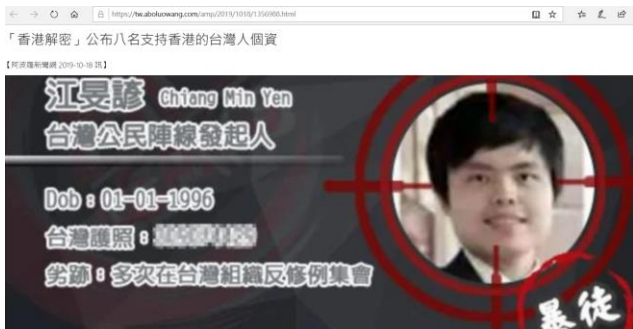 https://tw.aboluowang.com/amp/2019/1018/1356988.html
「香港解密」公布八名支持香港的台灣人個資
【阿波羅新聞網 2019-10-18 訊】
江旻諺 Chiang Min Yen
台灣公民陣線發起人
Dob：01-01-1996
台灣護照：
劣跡：多次在台灣組織反修例集會
暴徒